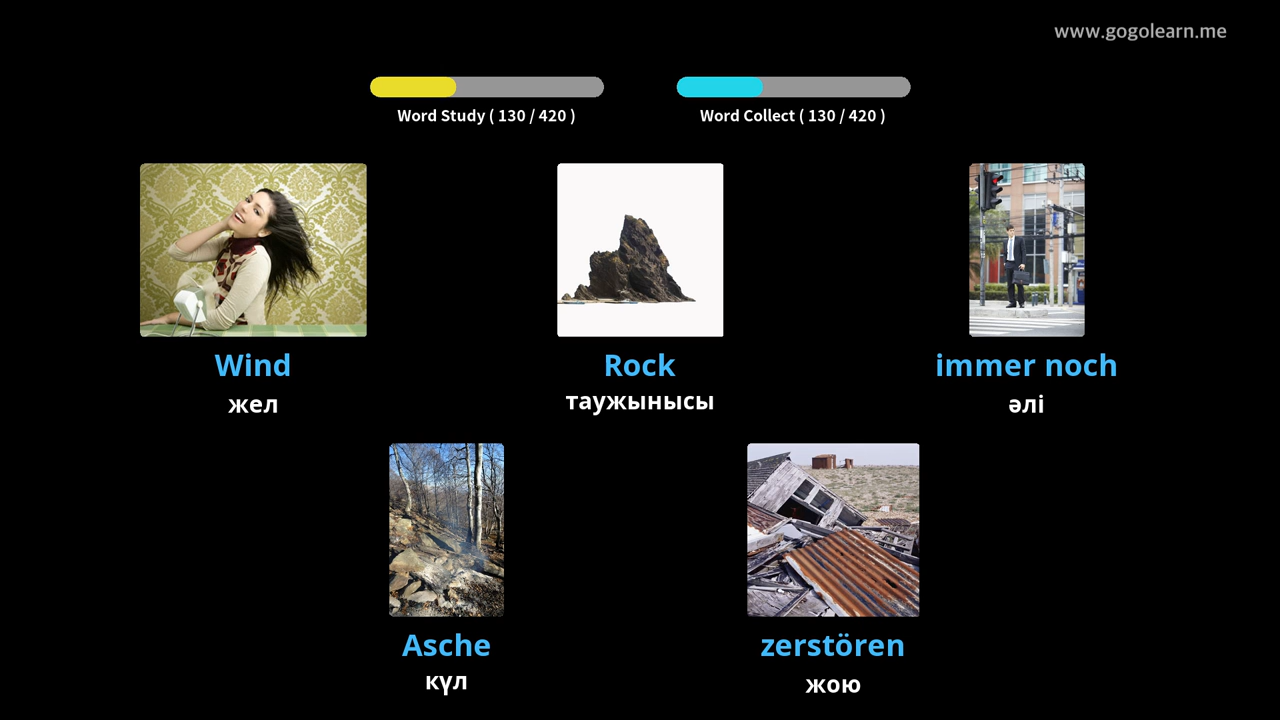 www.gogolearn.me
Word Study ( 130 / 420 )
Word Collect ( 130 / 420 )
Wind
Rock
immer noch
жел
таужынысы
әлі
Asche
zerstören
күл
жою